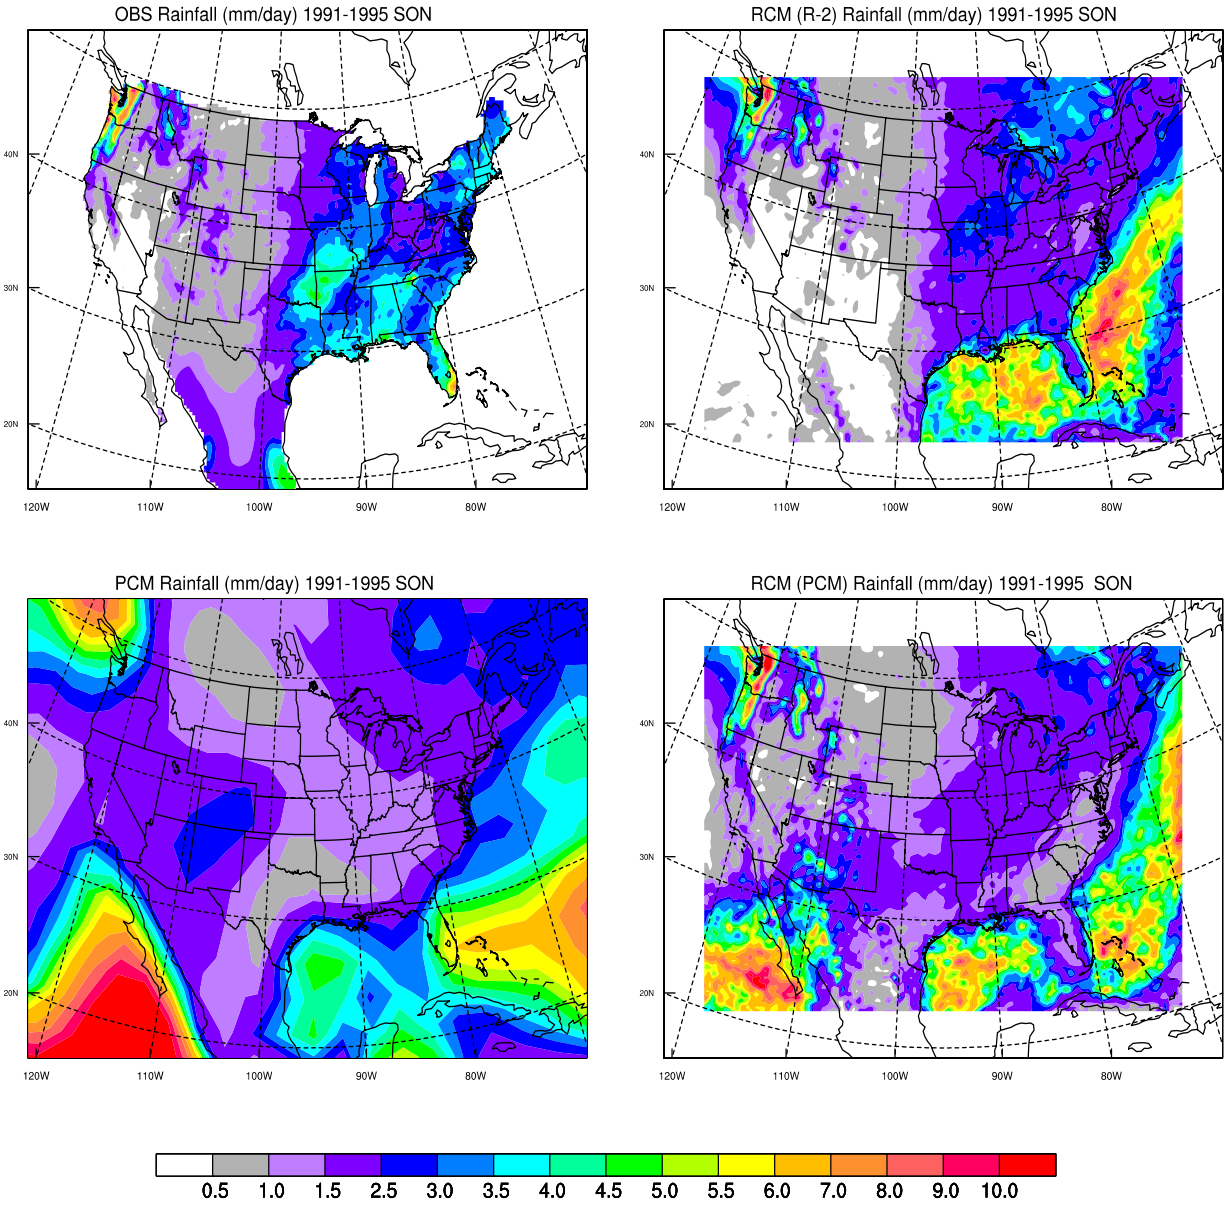 OBS Rainfall (mm/day) 1991-1995 SON
RCM (R-2) Rainfall (mm/day) 1991-1995 SON
40N
30N
20N
120W 110W 100W 90W 80W
40N
30N
20N
120W 110W 100W 90W 80W
PCM Rainfall (mm/day) 1991-1995 SON
RCM (PCM) Rainfall (mm/day) 1991-1995 SON
40N
30N
20N
120W 110W 100W 90W 80W
40N
30N
20N
120W 110W 100W 90W 80W
0.5 1.0 1.5 2.5 3.0 3.5 4.0 4.5 5.0 5.5 6.0 7.0 8.0 9.0 10.0